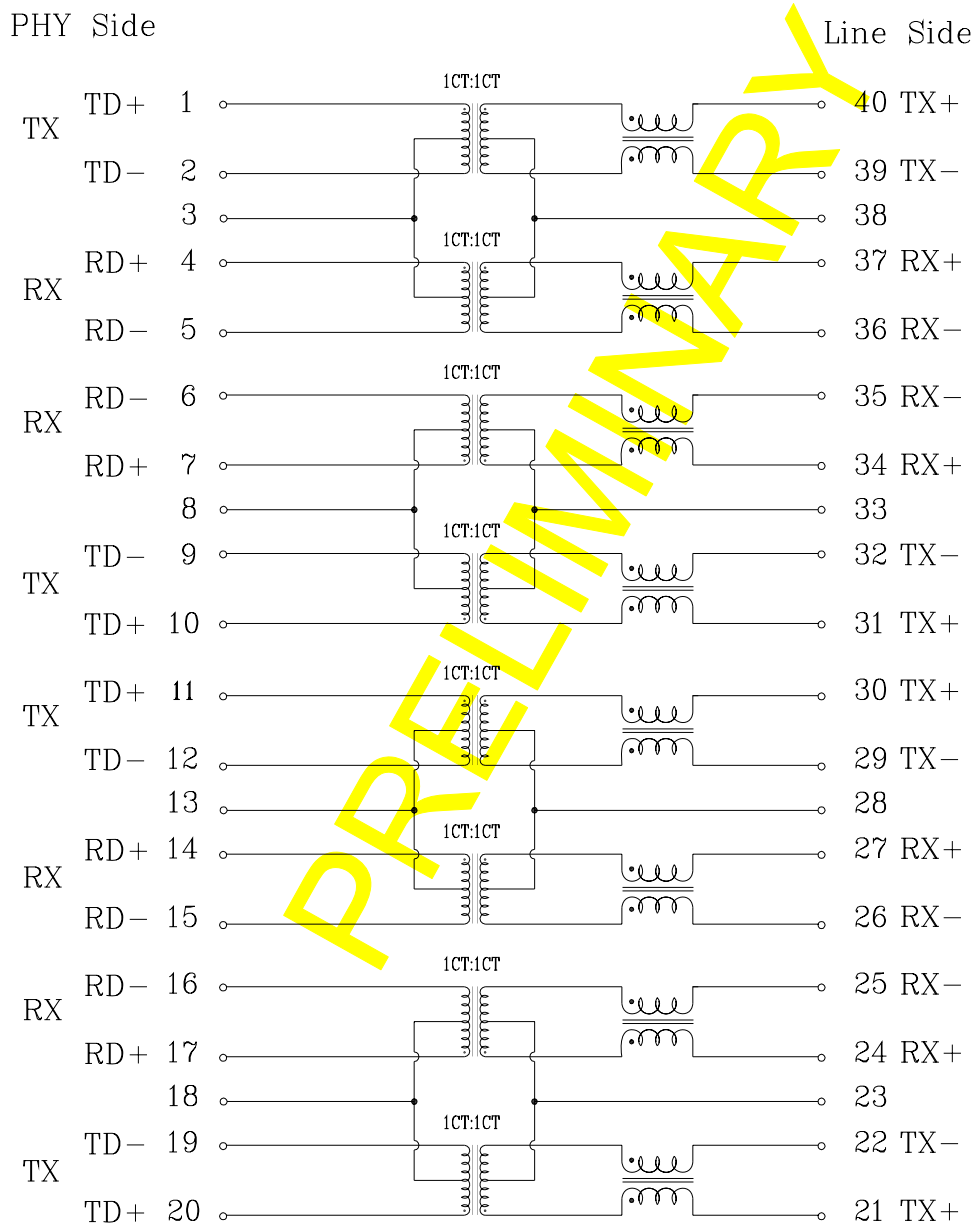 PHY Side
Line Side
1CT:1CT
TD+ 1
40 TX+
TX
TD- 2
39 TX-
3
38
1CT:1CT
RD+ 4
37 RX+
RX
RD- 5
36 RX-
1CT:1CT
RD- 6
35 RX-
RX
RD+ 7
34 RX+
8
33
1CT:1CT
TD- 9
32 TX-
TX
TD+ 10
31 TX+
1CT:1CT
TD+ 11
30 TX+
TX
TD- 12
29 TX-
13
28
1CT:1CT
RD+ 14
27 RX+
RX
RD- 15
26 RX-
1CT:1CT
RD- 16
25 RX-
RX
RD+ 17
24 RX+
18
23
1CT:1CT
TD- 19
22 TX-
TX
TD+ 20
21 TX+
PRELIMINARY